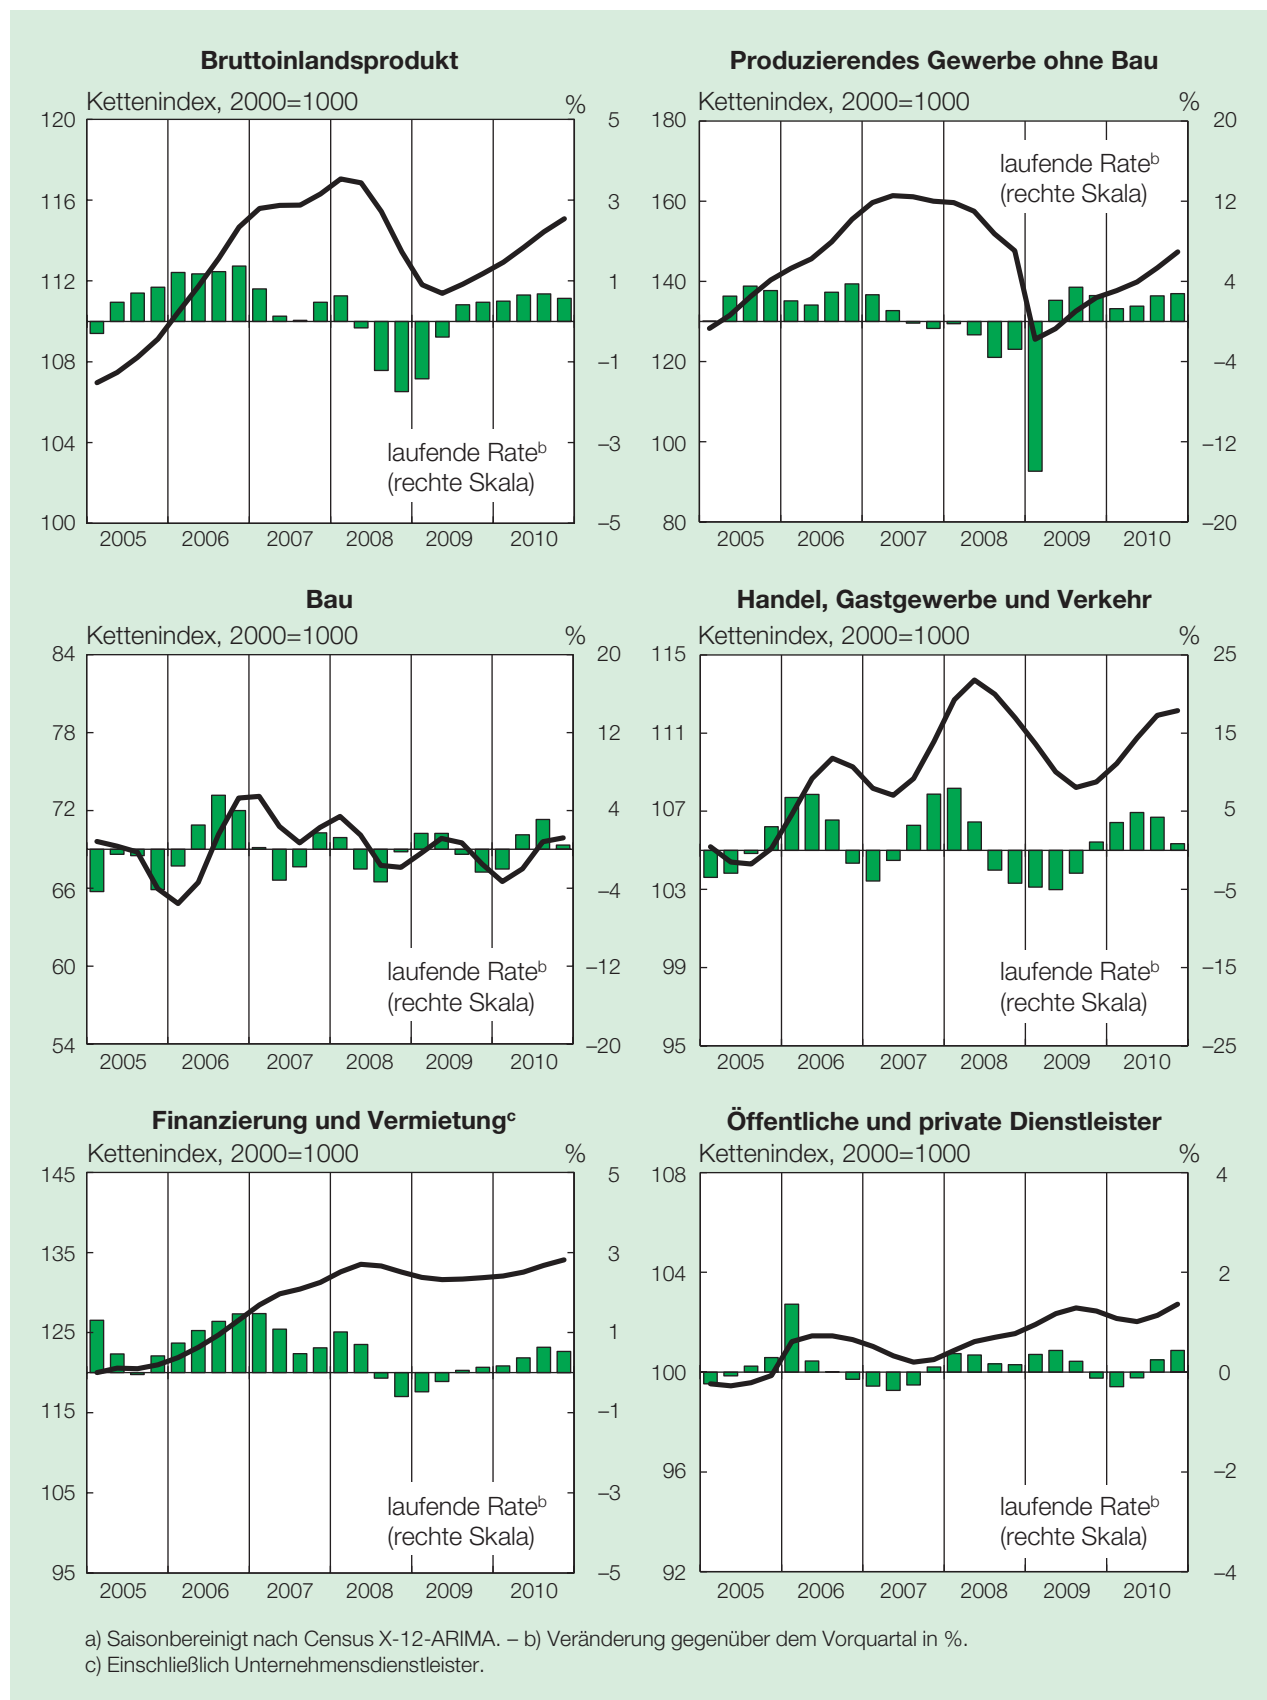 Bruttoinlandsprodukt
Kettenindex, 2000=1000 %
120 5
116 3
112 1
108 –1
104 –3
100 –5
laufende Rateᵇ
(rechte Skala)
2005 2006 2007 2008 2009 2010
Produzierendes Gewerbe ohne Bau
Kettenindex, 2000=1000 %
180 20
160 12
140 4
120 –4
100 –12
80 –20
laufende Rateᵇ
(rechte Skala)
2005 2006 2007 2008 2009 2010
Bau
Kettenindex, 2000=1000 %
84 20
78 12
72 4
66 –4
60 –12
54 –20
laufende Rateᵇ
(rechte Skala)
2005 2006 2007 2008 2009 2010
Handel, Gastgewerbe und Verkehr
Kettenindex, 2000=1000 %
115 25
111 15
107 5
103 –5
99 –15
95 –25
laufende Rateᵇ
(rechte Skala)
2005 2006 2007 2008 2009 2010
Finanzierung und Vermietungᶜ
Kettenindex, 2000=1000 %
145 5
135 3
125 1
115 –1
105 –3
95 –5
laufende Rateᵇ
(rechte Skala)
2005 2006 2007 2008 2009 2010
Öffentliche und private Dienstleister
Kettenindex, 2000=1000 %
108 4
104 2
100 0
96 –2
92 –4
laufende Rateᵇ
(rechte Skala)
2005 2006 2007 2008 2009 2010
a) Saisonbereinigt nach Census X-12-ARIMA. – b) Veränderung gegenüber dem Vorquartal in %.
c) Einschließlich Unternehmensdienstleister.